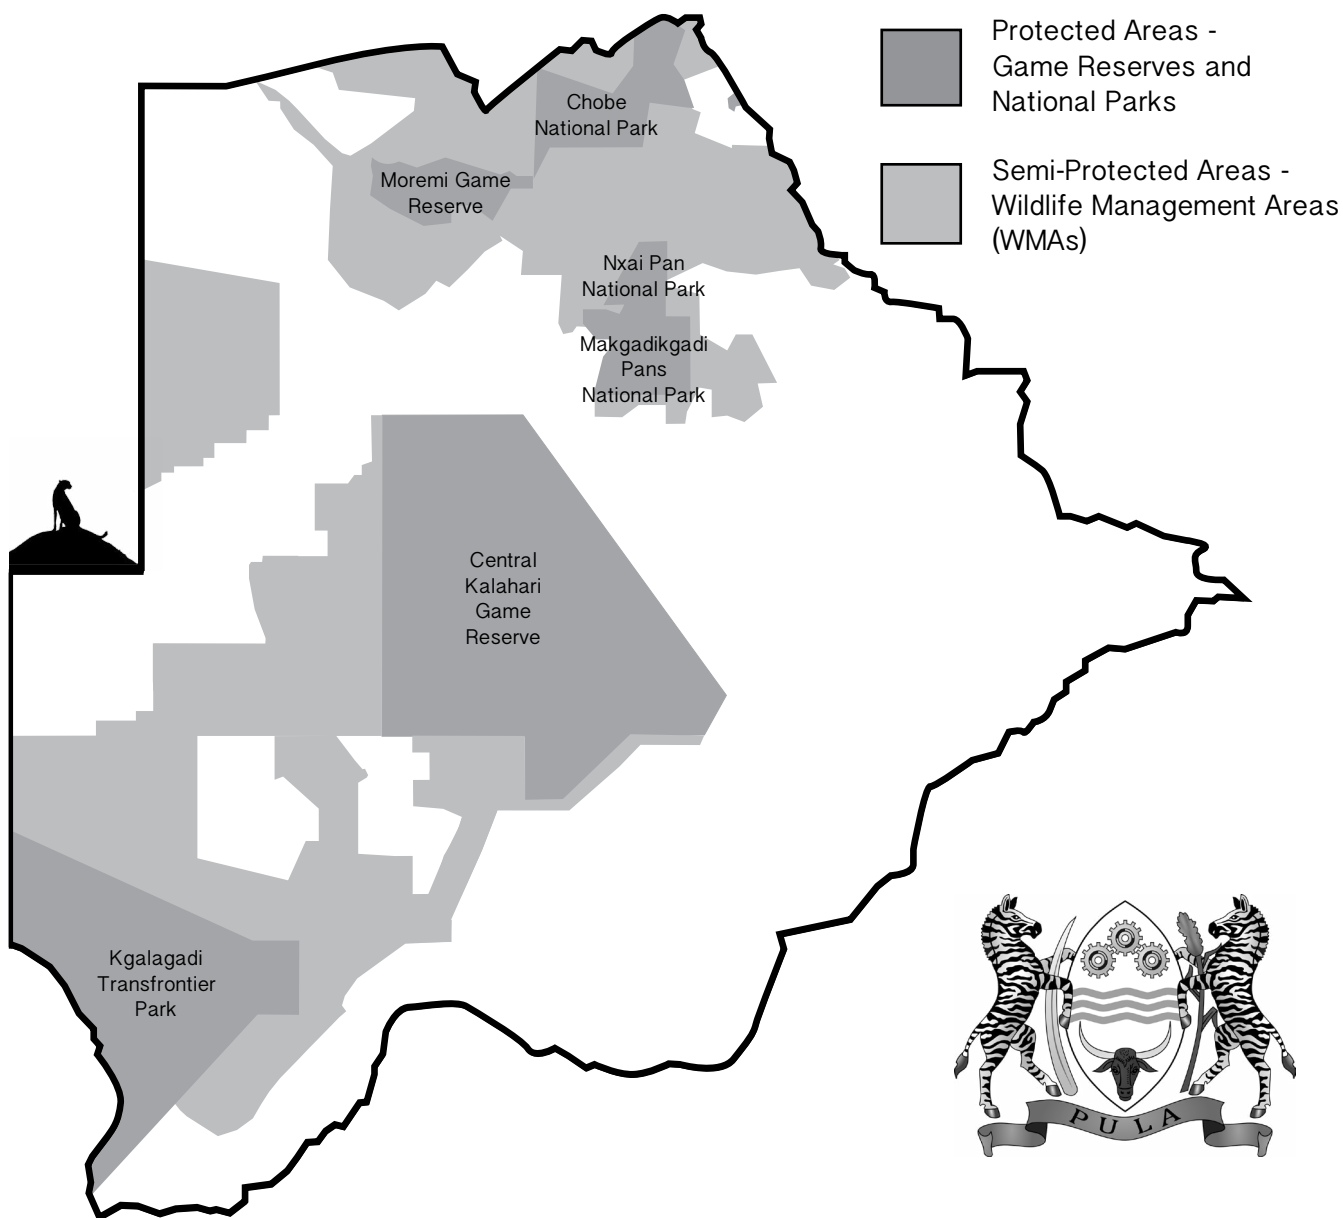 Protected Areas -
Game Reserves and
National Parks
Semi-Protected Areas -
Wildlife Management Areas
(WMAs)
Chobe
National Park
Moremi Game
Reserve
Nxai Pan
National Park
Makgadikgadi
Pans
National Park
Central
Kalahari
Game
Reserve
Kgalagadi
Transfrontier
Park
PULA